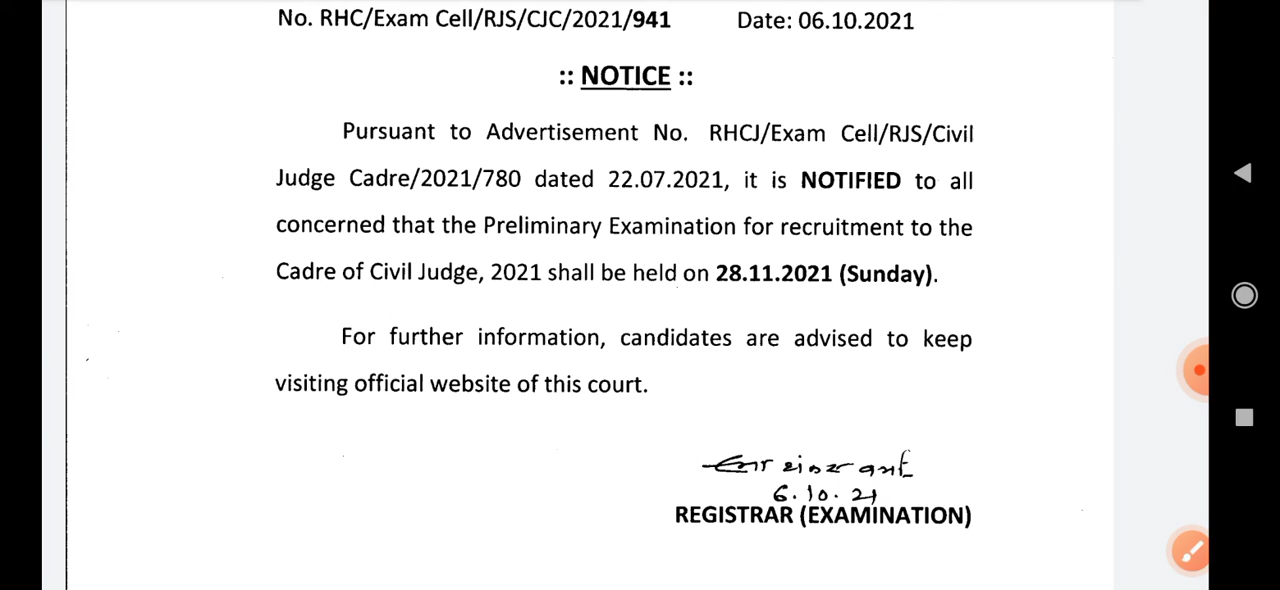 No. RHC/Exam Cell/RJS/CJC/2021/941 Date: 06.10.2021
:: NOTICE ::
Pursuant to Advertisement No. RHCJ/Exam Cell/RJS/Civil
Judge Cadre/2021/780 dated 22.07.2021, it is NOTIFIED to all
concerned that the Preliminary Examination for recruitment to the
Cadre of Civil Judge, 2021 shall be held on 28.11.2021 (Sunday).
For further information, candidates are advised to keep
visiting official website of this court.
6.10.21
REGISTRAR (EXAMINATION)